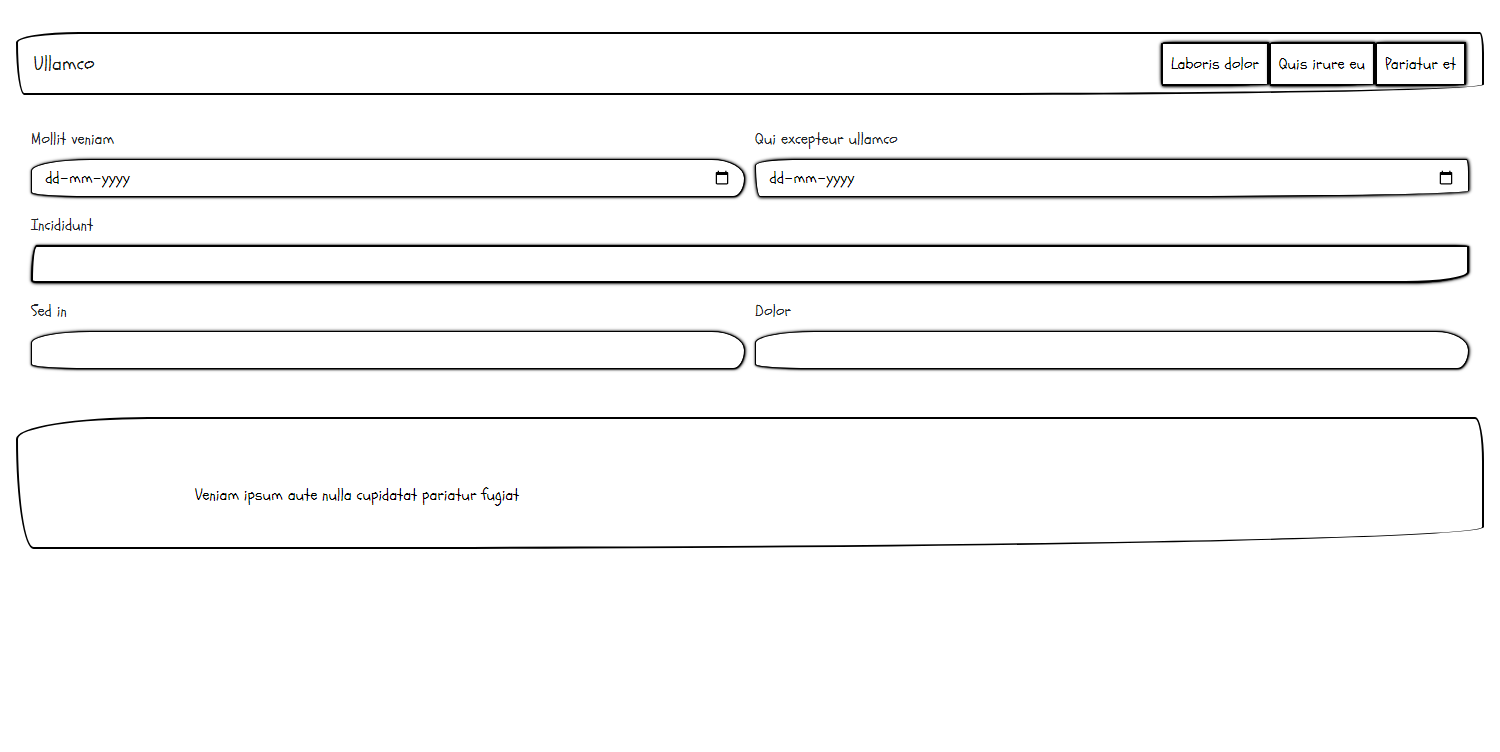 Ullamco
Laboris dolor
Quis irure eu
Pariatur et
Mollit veniam
Qui excepteur ullamco
dd-mm-yyyy
dd-mm-yyyy
Incididunt
Sed in
Dolor
Veniam ipsum aute nulla cupidatat pariatur fugiat